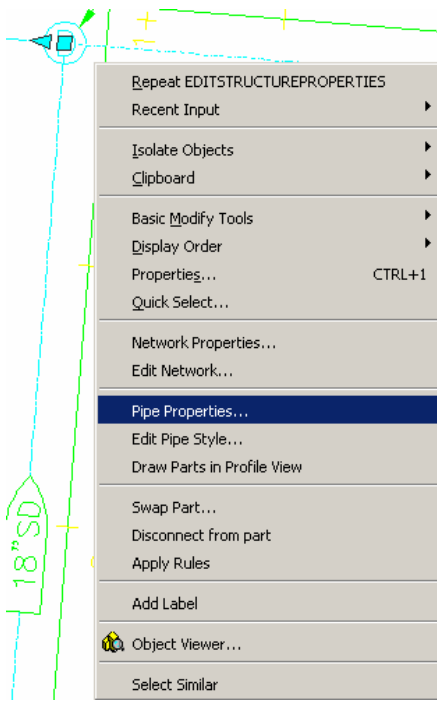 Repeat EDITSTRUCTUREPROPERTIES
Recent Input
Isolate Objects
Clipboard
Basic Modify Tools
Display Order
Properties... CTRL+1
Quick Select...
Network Properties...
Edit Network...
Pipe Properties...
Edit Pipe Style...
Draw Parts in Profile View
Swap Part...
Disconnect from part
Apply Rules
Add Label
Object Viewer...
Select Similar
18"SD